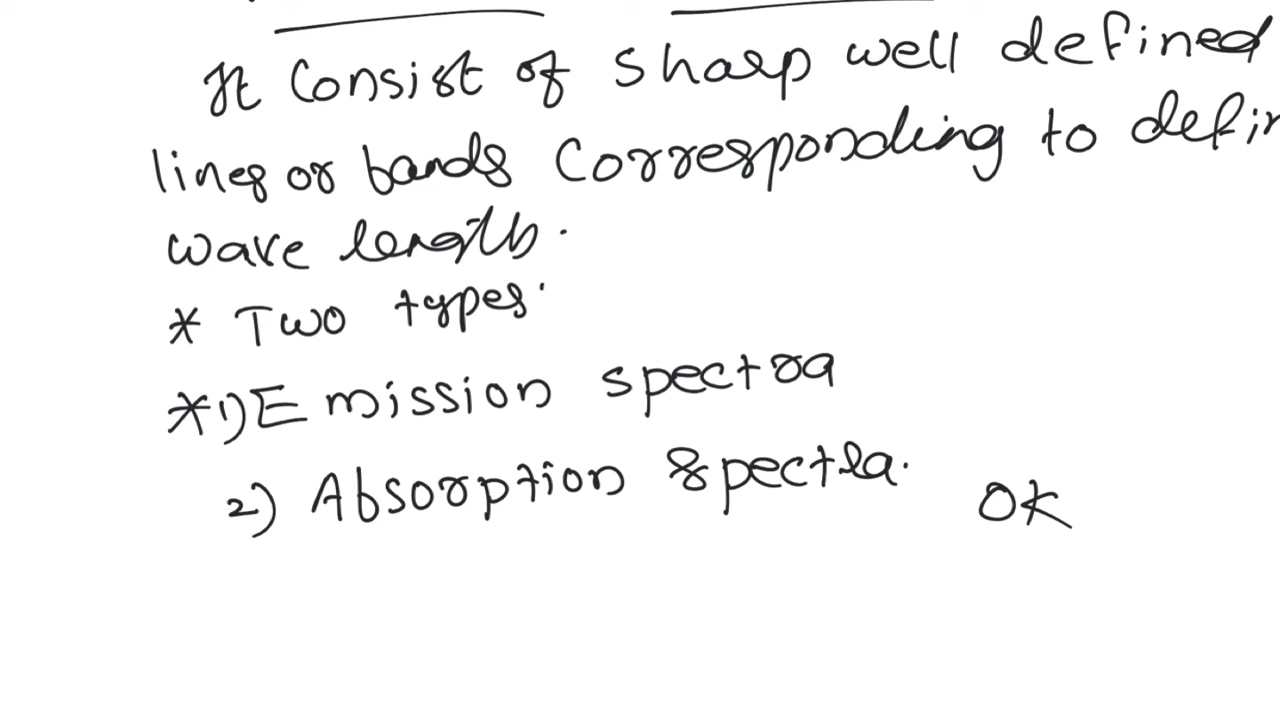 It consist of sharp well defined
lines or bands corresponding to defin
wave length.
* Two types.
*1) Emission spectra
2) Absorption spectra.
OK